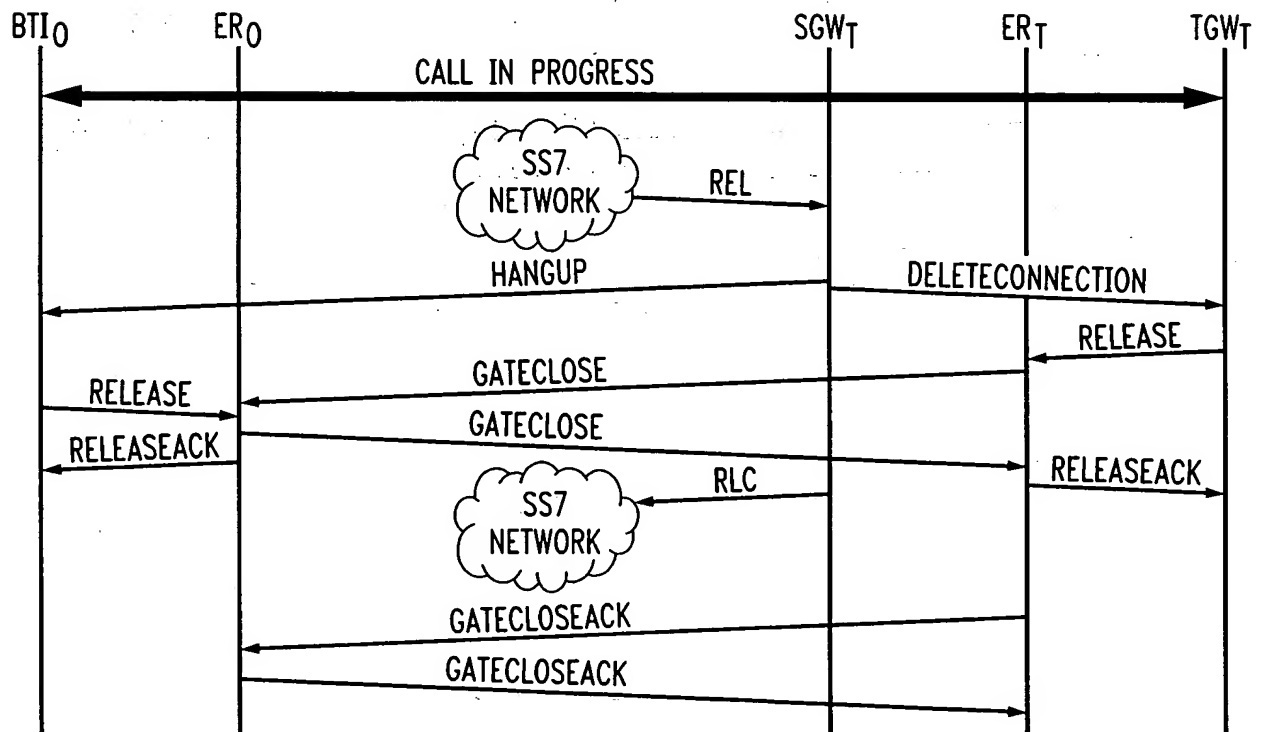 BTIO ERO SGWT ERT TGWT
CALL IN PROGRESS
SS7
NETWORK
REL
HANGUP
DELETECONNECTION
RELEASE
GATECLOSE
RELEASE
GATECLOSE
RELEASEACK
RELEASEACK
RLC
SS7
NETWORK
GATECLOSEACK
GATECLOSEACK